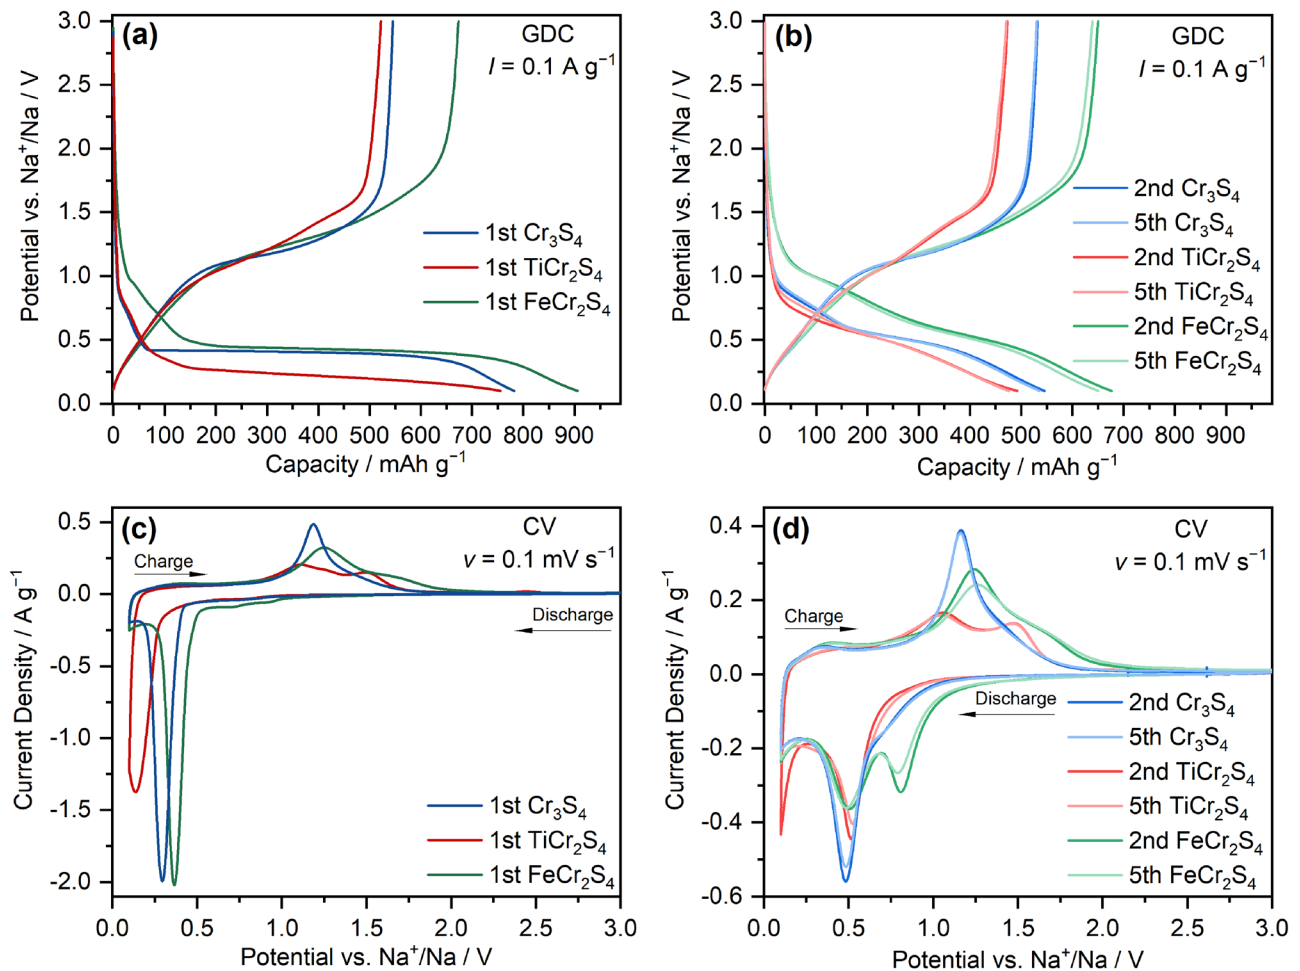 (a)
GDC
I = 0.1 A g⁻¹
Potential vs. Na⁺/Na / V
3.0
2.5
2.0
1.5
1.0
0.5
0.0
1st Cr₃S₄
1st TiCr₂S₄
1st FeCr₂S₄
0 100 200 300 400 500 600 700 800 900
Capacity / mAh g⁻¹
(b)
GDC
I = 0.1 A g⁻¹
Potential vs. Na⁺/Na / V
3.0
2.5
2.0
1.5
1.0
0.5
0.0
2nd Cr₃S₄
5th Cr₃S₄
2nd TiCr₂S₄
5th TiCr₂S₄
2nd FeCr₂S₄
5th FeCr₂S₄
0 100 200 300 400 500 600 700 800 900
Capacity / mAh g⁻¹
(c)
CV
v = 0.1 mV s⁻¹
Charge
Discharge
Current Density / A g⁻¹
0.5
0.0
-0.5
-1.0
-1.5
-2.0
1st Cr₃S₄
1st TiCr₂S₄
1st FeCr₂S₄
0.0 0.5 1.0 1.5 2.0 2.5 3.0
Potential vs. Na⁺/Na / V
(d)
CV
v = 0.1 mV s⁻¹
Charge
Discharge
Current Density / A g⁻¹
0.4
0.2
0.0
-0.2
-0.4
-0.6
2nd Cr₃S₄
5th Cr₃S₄
2nd TiCr₂S₄
5th TiCr₂S₄
2nd FeCr₂S₄
5th FeCr₂S₄
0.0 0.5 1.0 1.5 2.0 2.5 3.0
Potential vs. Na⁺/Na / V